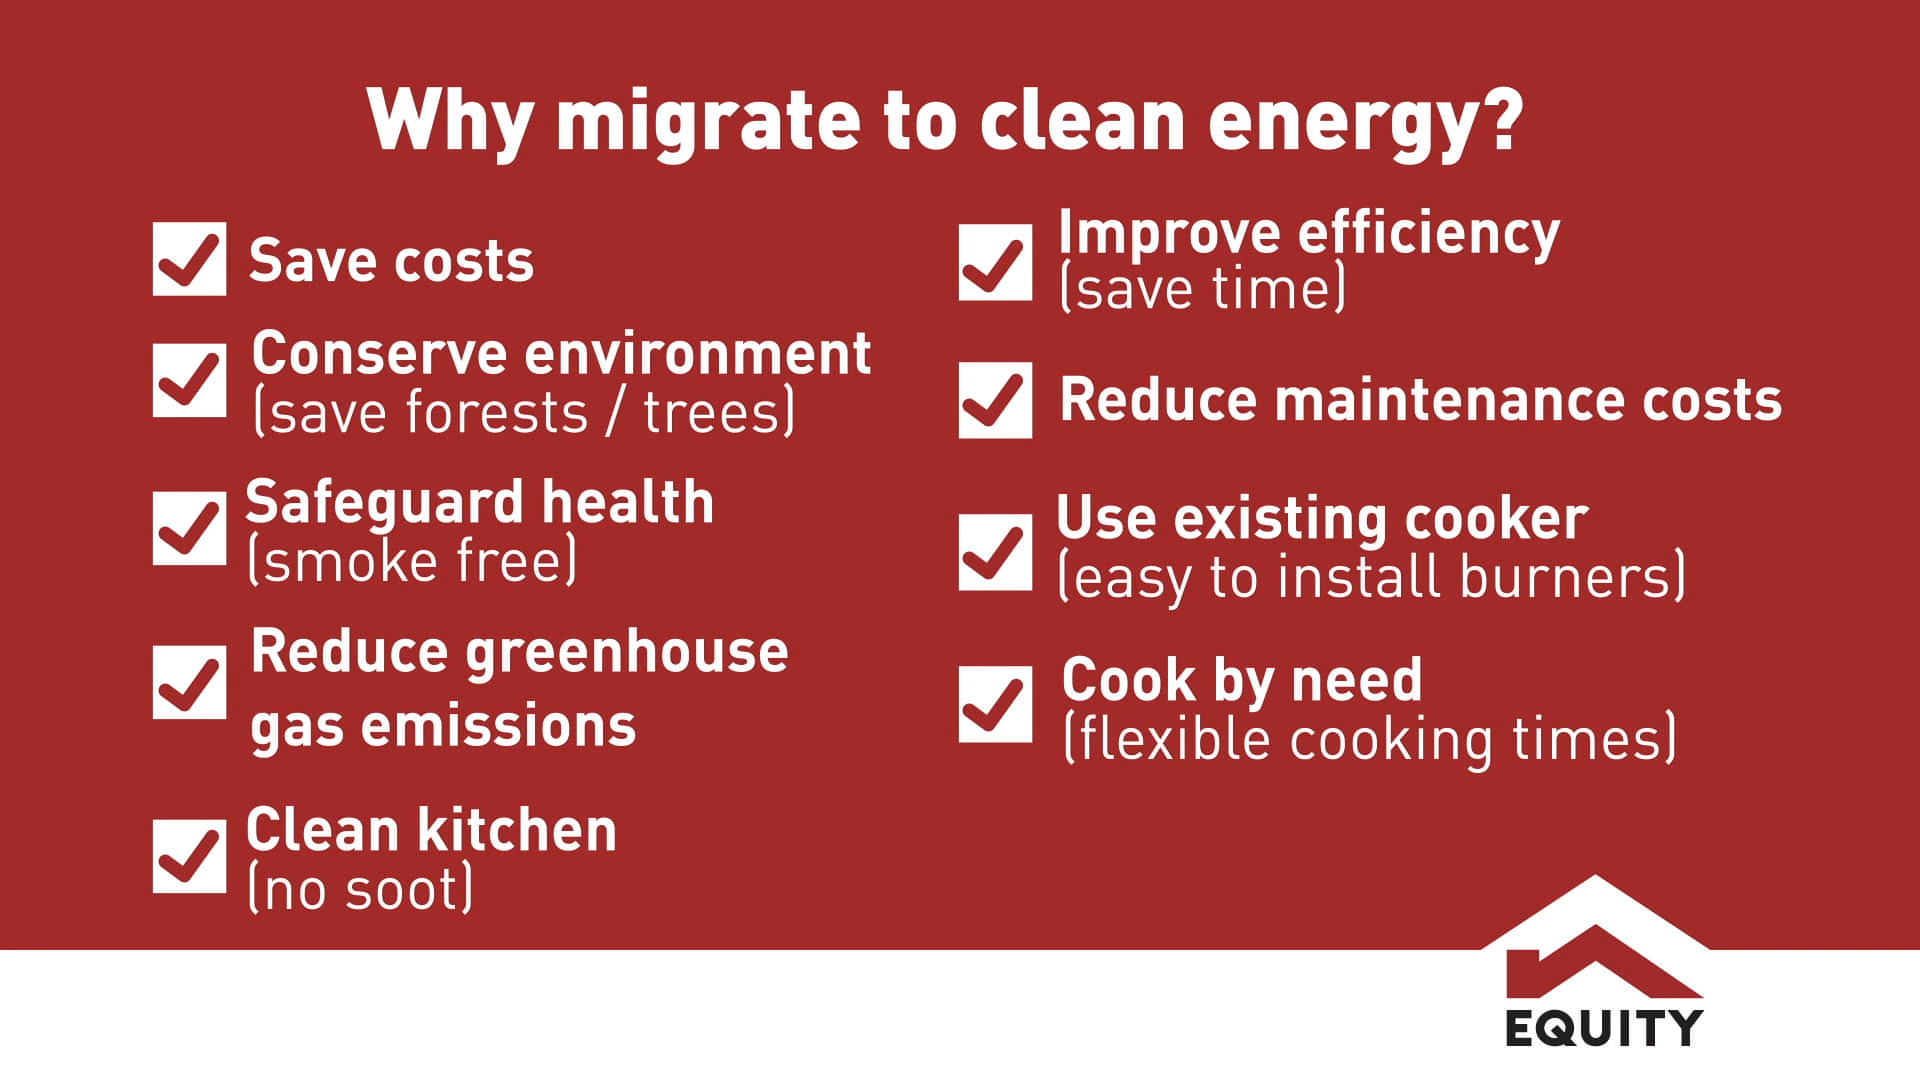 Why migrate to clean energy?
Save costs
Conserve environment
(save forests / trees)
Safeguard health
(smoke free)
Reduce greenhouse
gas emissions
Clean kitchen
(no soot)
Improve efficiency
(save time)
Reduce maintenance costs
Use existing cooker
(easy to install burners)
Cook by need
(flexible cooking times)
EQUITY